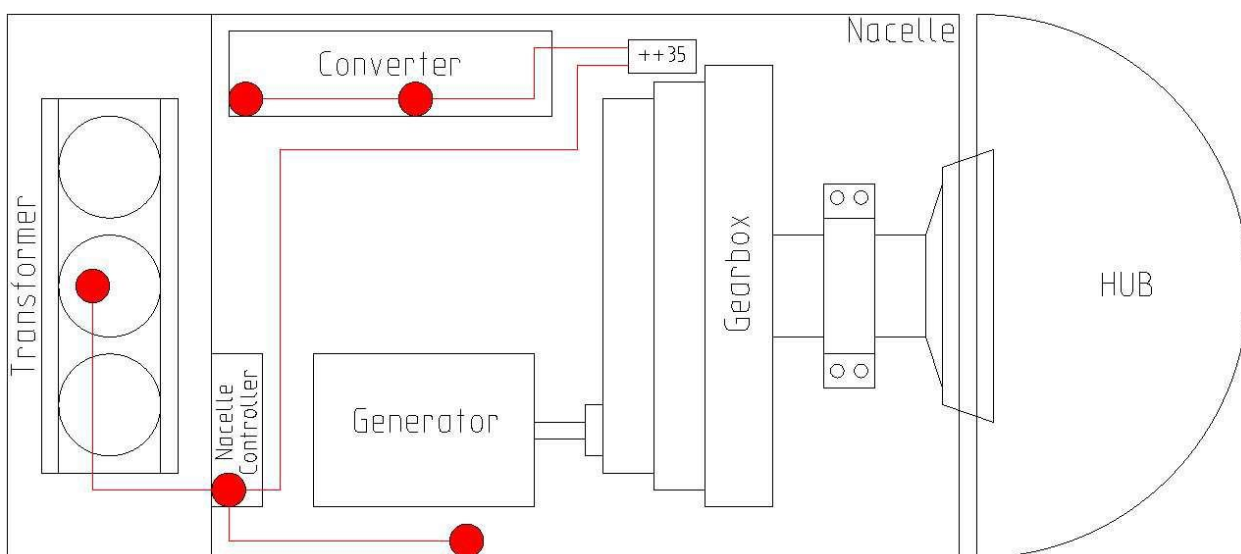 Nacelle
Converter
++35
Transformer
Gearbox
HUB
Nacelle
Controller
Generator